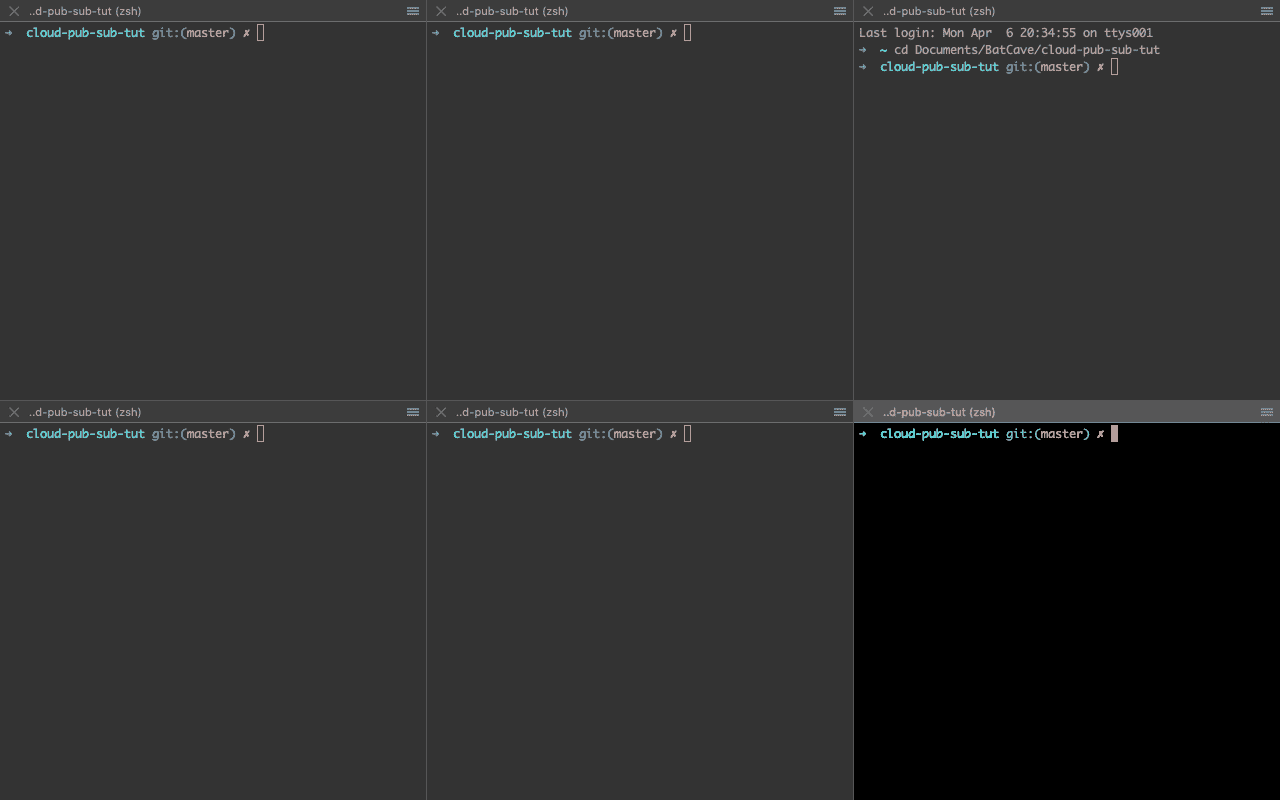 ..d-pub-sub-tut (zsh)
➜  cloud-pub-sub-tut git:(master) ✗
..d-pub-sub-tut (zsh)
➜  cloud-pub-sub-tut git:(master) ✗
..d-pub-sub-tut (zsh)
Last login: Mon Apr  6 20:34:55 on ttys001
➜  ~ cd Documents/BatCave/cloud-pub-sub-tut
➜  cloud-pub-sub-tut git:(master) ✗
..d-pub-sub-tut (zsh)
➜  cloud-pub-sub-tut git:(master) ✗
..d-pub-sub-tut (zsh)
➜  cloud-pub-sub-tut git:(master) ✗
..d-pub-sub-tut (zsh)
➜  cloud-pub-sub-tut git:(master) ✗